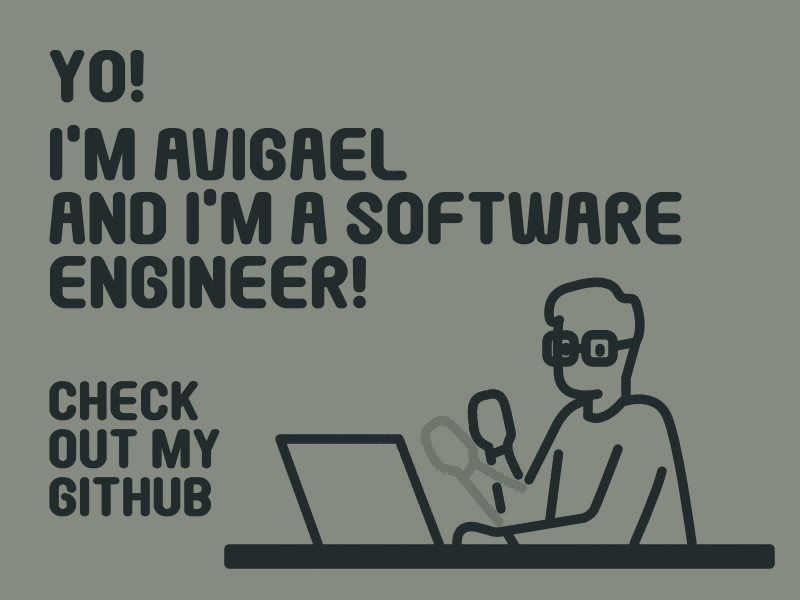 YO!
I'M AVIGAEL
AND I'M A SOFTWARE
ENGINEER!
CHECK
OUT MY
GITHUB